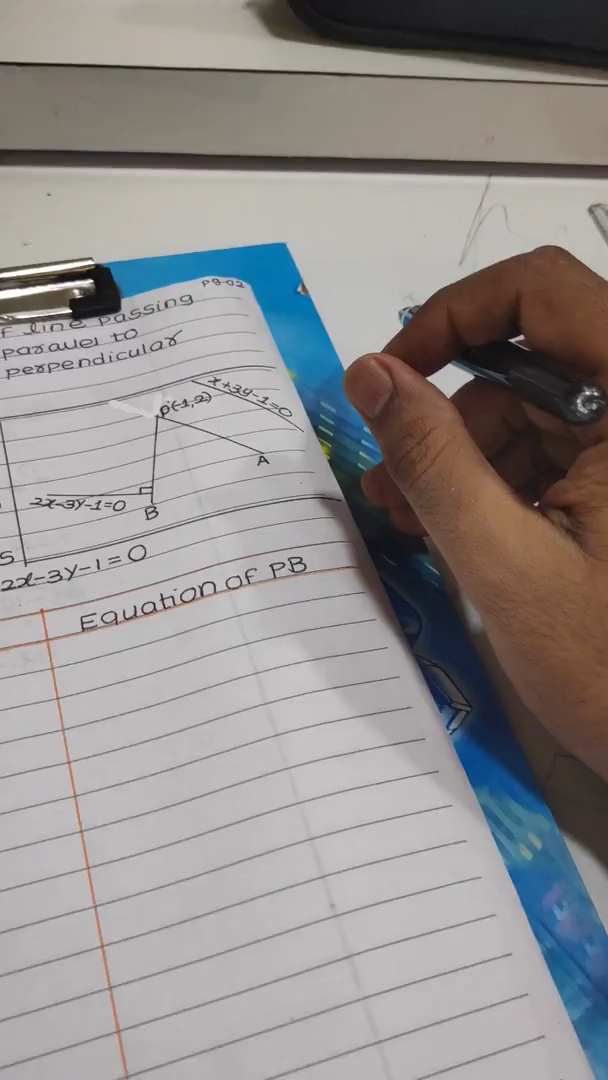 Pg-02
f line passing
parallel to
perpendicular
x+3y-1=0
P(-1,2)
A
2x-3y-1=0
B
S
2x-3y-1=0
Equation of PB